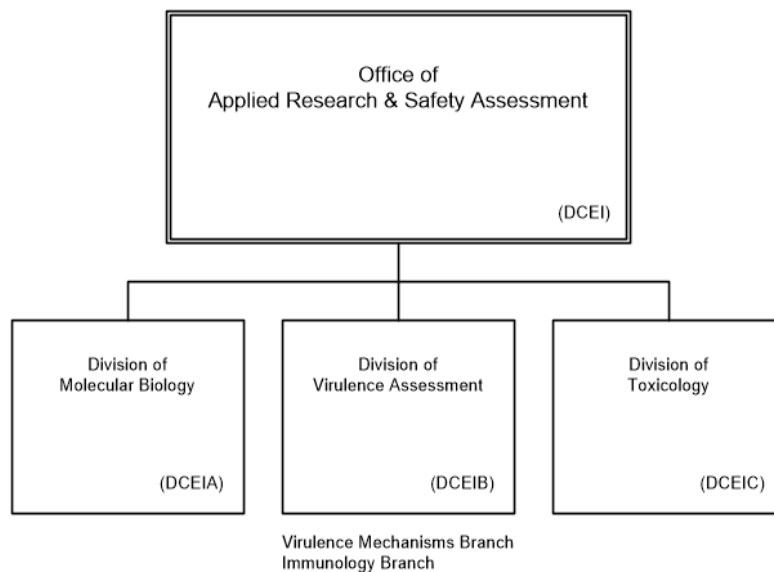 Office of
Applied Research & Safety Assessment
(DCEI)
Division of
Molecular Biology
(DCEIA)
Division of
Virulence Assessment
(DCEIB)
Virulence Mechanisms Branch
Immunology Branch
Division of
Toxicology
(DCEIC)